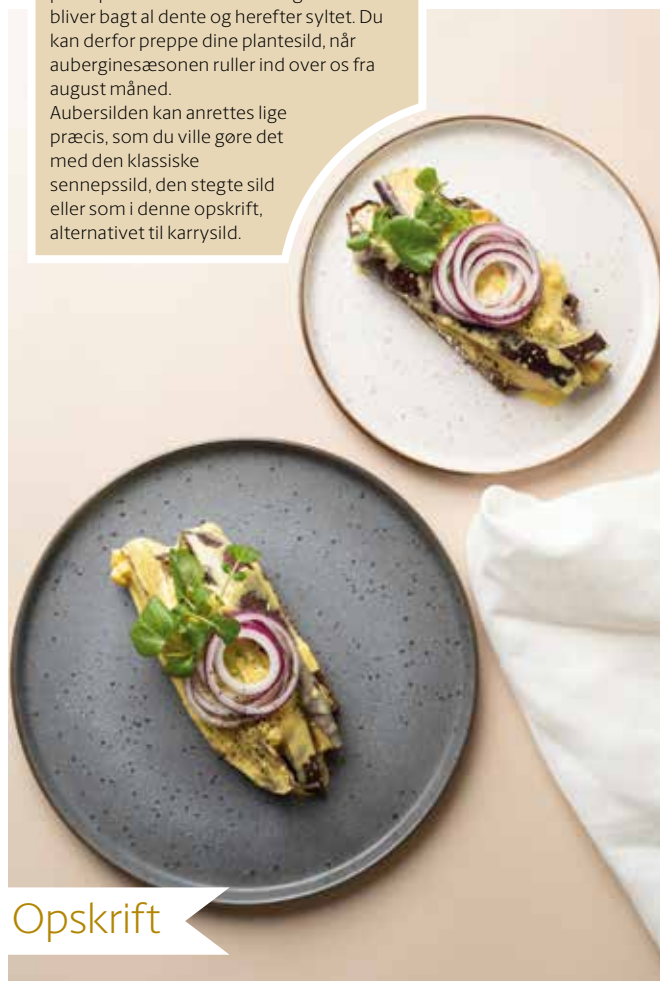 bliver bagt al dente og herefter syltet. Du
kan derfor preppe dine plantesild, når
auberginesæsonen ruller ind over os fra
august måned.
Aubersilden kan anrettes lige
præcis, som du ville gøre det
med den klassiske
sennepssild, den stegte sild
eller som i denne opskrift,
alternativet til karrysild.
Opskrift